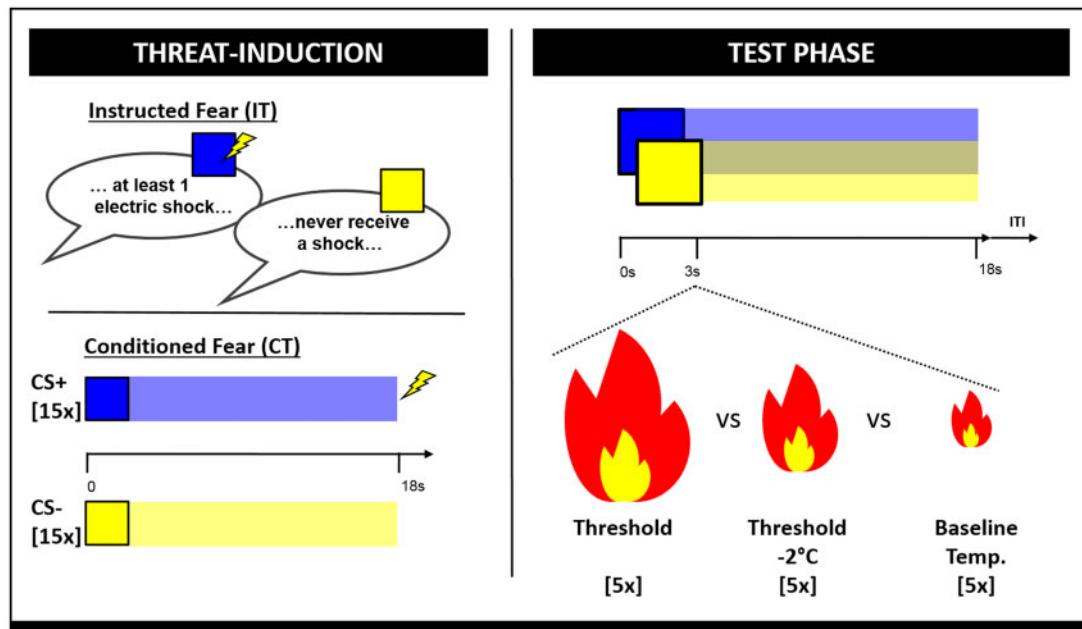 THREAT-INDUCTION
Instructed Fear (IT)
… at least 1
electric shock…
…never receive
a shock…
Conditioned Fear (CT)
CS+
[15x]
0
18s
CS-
[15x]
TEST PHASE
ITI
0s
3s
18s
VS
VS
Threshold
[5x]
Threshold
-2°C
[5x]
Baseline
Temp.
[5x]